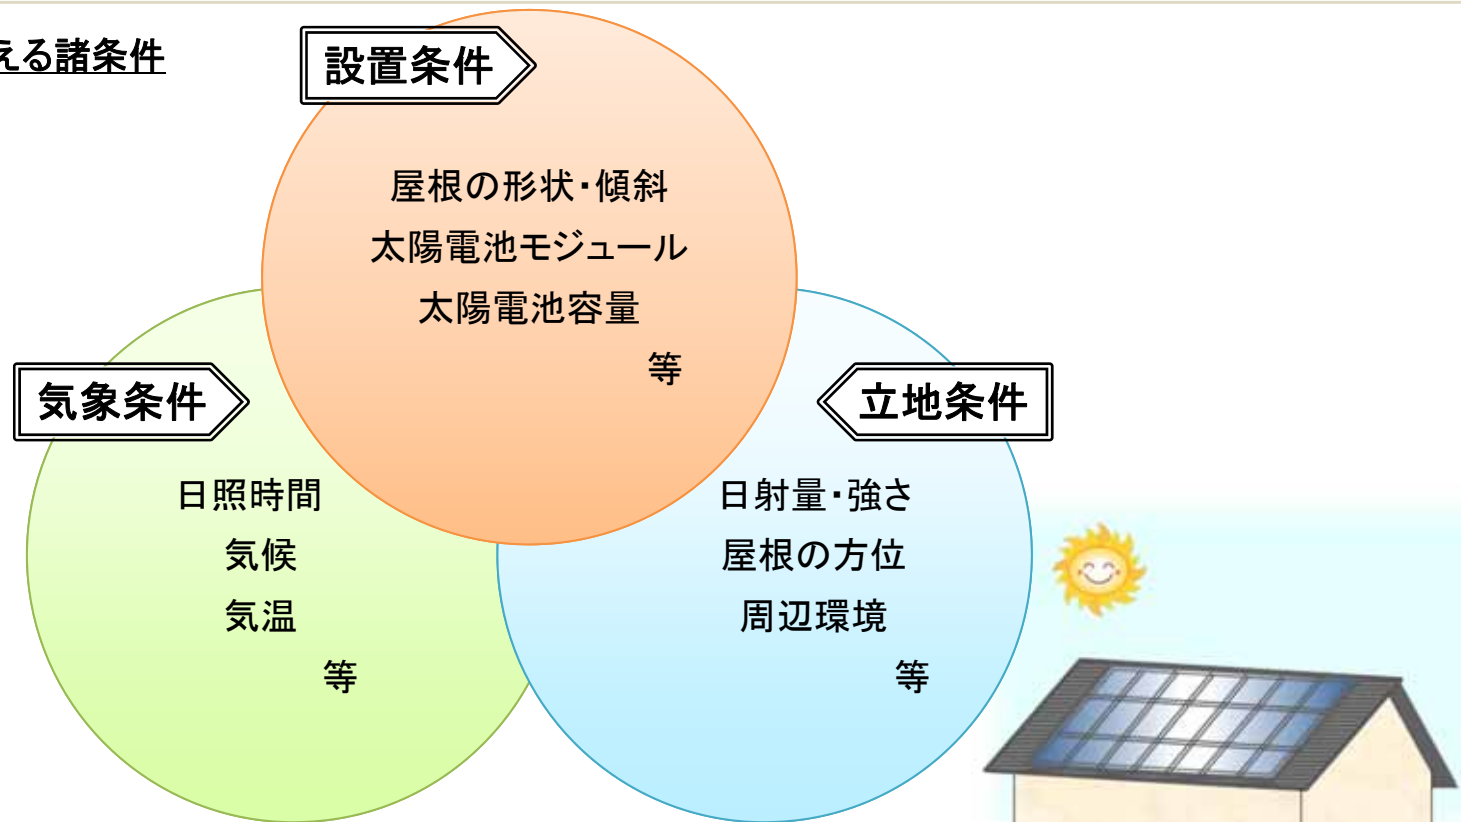 える諸条件
設置条件
屋根の形状・傾斜
太陽電池モジュール
太陽電池容量
等
気象条件
日照時間
気候
気温
等
立地条件
日射量・強さ
屋根の方位
周辺環境
等